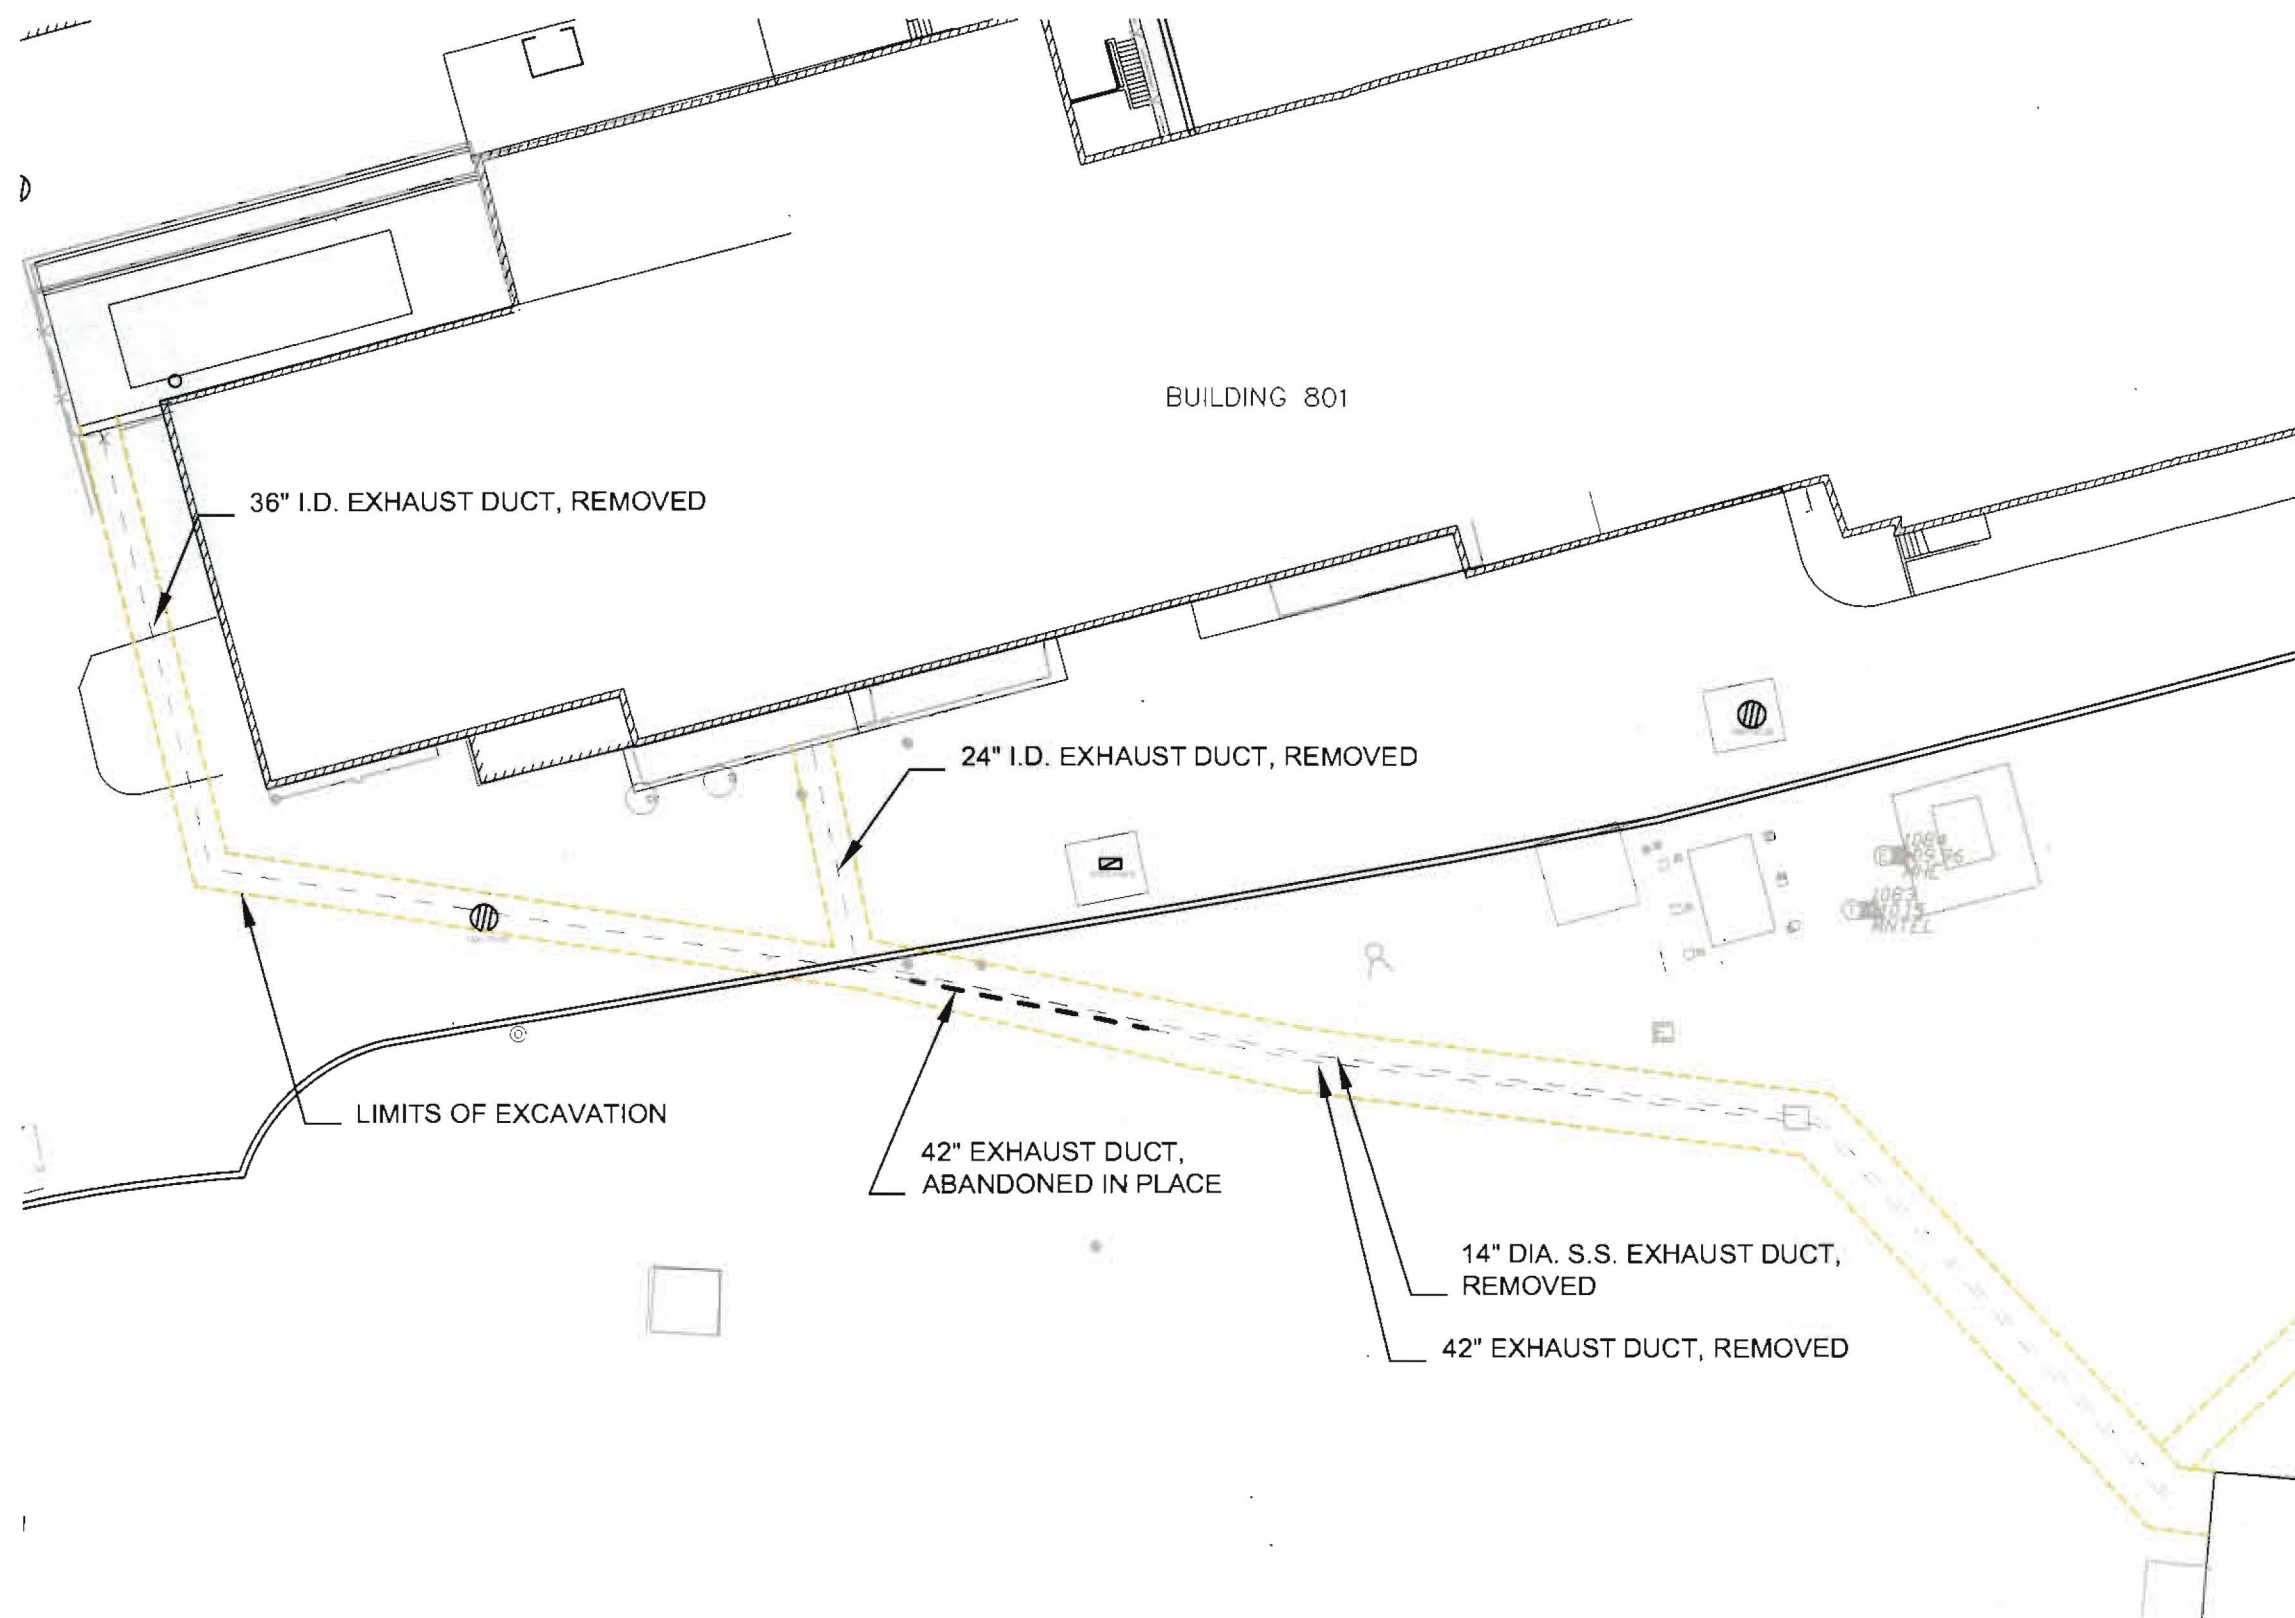 D
BUILDING 801
36" I.D. EXHAUST DUCT, REMOVED
24" I.D. EXHAUST DUCT, REMOVED
1083
LIMITS OF EXCAVATION
42" EXHAUST DUCT,
ABANDONED IN PLACE
14" DIA. S.S. EXHAUST DUCT,
REMOVED
42" EXHAUST DUCT, REMOVED